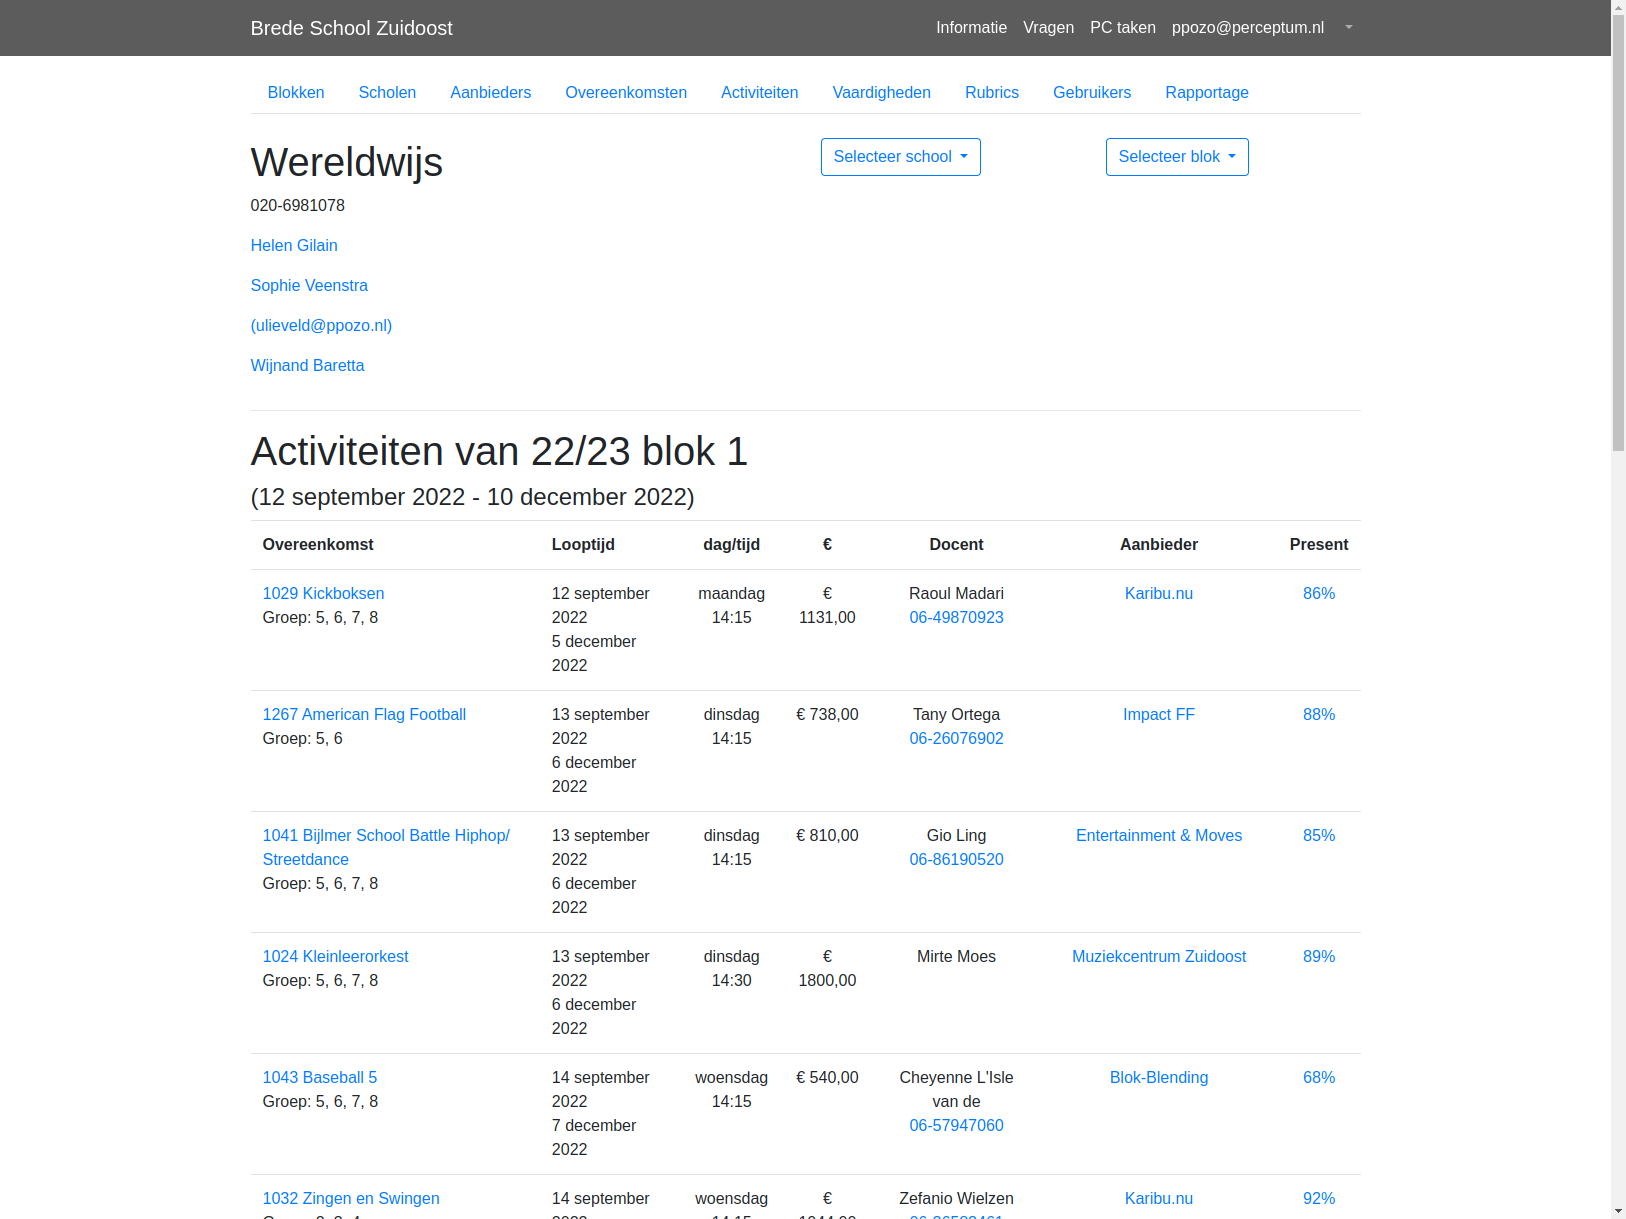 Brede School Zuidoost
Informatie Vragen PC taken ppozo@perceptum.nl
Blokken Scholen Aanbieders Overeenkomsten Activiteiten Vaardigheden Rubrics Gebruikers Rapportage
Wereldwijs
Selecteer school Selecteer blok
020-6981078
Helen Gilain
Sophie Veenstra
(ulieveld@ppozo.nl)
Wijnand Baretta
Activiteiten van 22/23 blok 1
(12 september 2022 - 10 december 2022)
Overeenkomst Looptijd dag/tijd € Docent Aanbieder Present
1029 Kickboksen 12 september maandag € Raoul Madari Karibu.nu 86%
Groep: 5, 6, 7, 8 2022 14:15 1131,00 06-49870923
5 december
2022
1267 American Flag Football 13 september dinsdag € 738,00 Tany Ortega Impact FF 88%
Groep: 5, 6 2022 14:15 06-26076902
6 december
2022
1041 Bijlmer School Battle Hiphop/ 13 september dinsdag € 810,00 Gio Ling Entertainment & Moves 85%
Streetdance 2022 14:15 06-86190520
Groep: 5, 6, 7, 8 6 december
2022
1024 Kleinleerorkest 13 september dinsdag € Mirte Moes Muziekcentrum Zuidoost 89%
Groep: 5, 6, 7, 8 2022 14:30 1800,00
6 december
2022
1043 Baseball 5 14 september woensdag € 540,00 Cheyenne L'Isle Blok-Blending 68%
Groep: 5, 6, 7, 8 2022 14:15 van de
7 december 06-57947060
2022
1032 Zingen en Swingen 14 september woensdag € Zefanio Wielzen Karibu.nu 92%